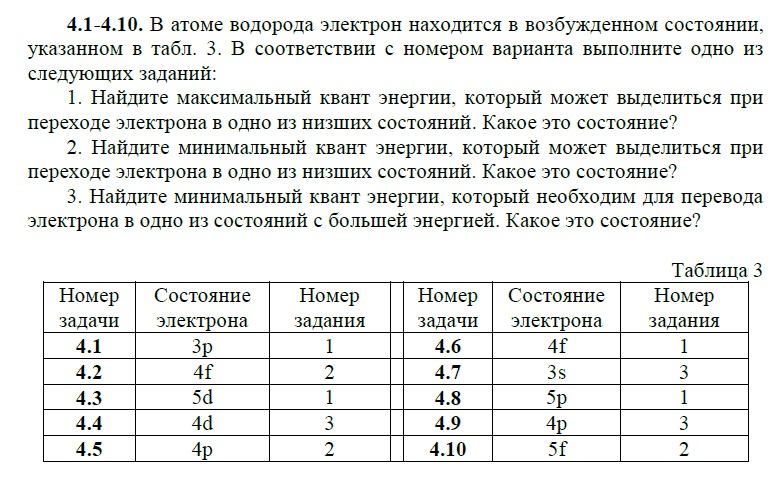 4.1-4.10. В атоме водорода электрон находится в возбужденном состоянии,
указанном в табл. 3. В соответствии с номером варианта выполните одно из
следующих заданий:
1. Найдите максимальный квант энергии, который может выделиться при
переходе электрона в одно из низших состояний. Какое это состояние?
2. Найдите минимальный квант энергии, который может выделиться при
переходе электрона в одно из низших состояний. Какое это состояние?
3. Найдите минимальный квант энергии, который необходим для перевода
электрона в одно из состояний с большей энергией. Какое это состояние?
Таблица 3
Номер Состояние Номер Номер Состояние Номер
задачи электрона задания задачи электрона задания
4.1 3p 1 4.6 4f 1
4.2 4f 2 4.7 3s 3
4.3 5d 1 4.8 5p 1
4.4 4d 3 4.9 4p 3
4.5 4p 2 4.10 5f 2